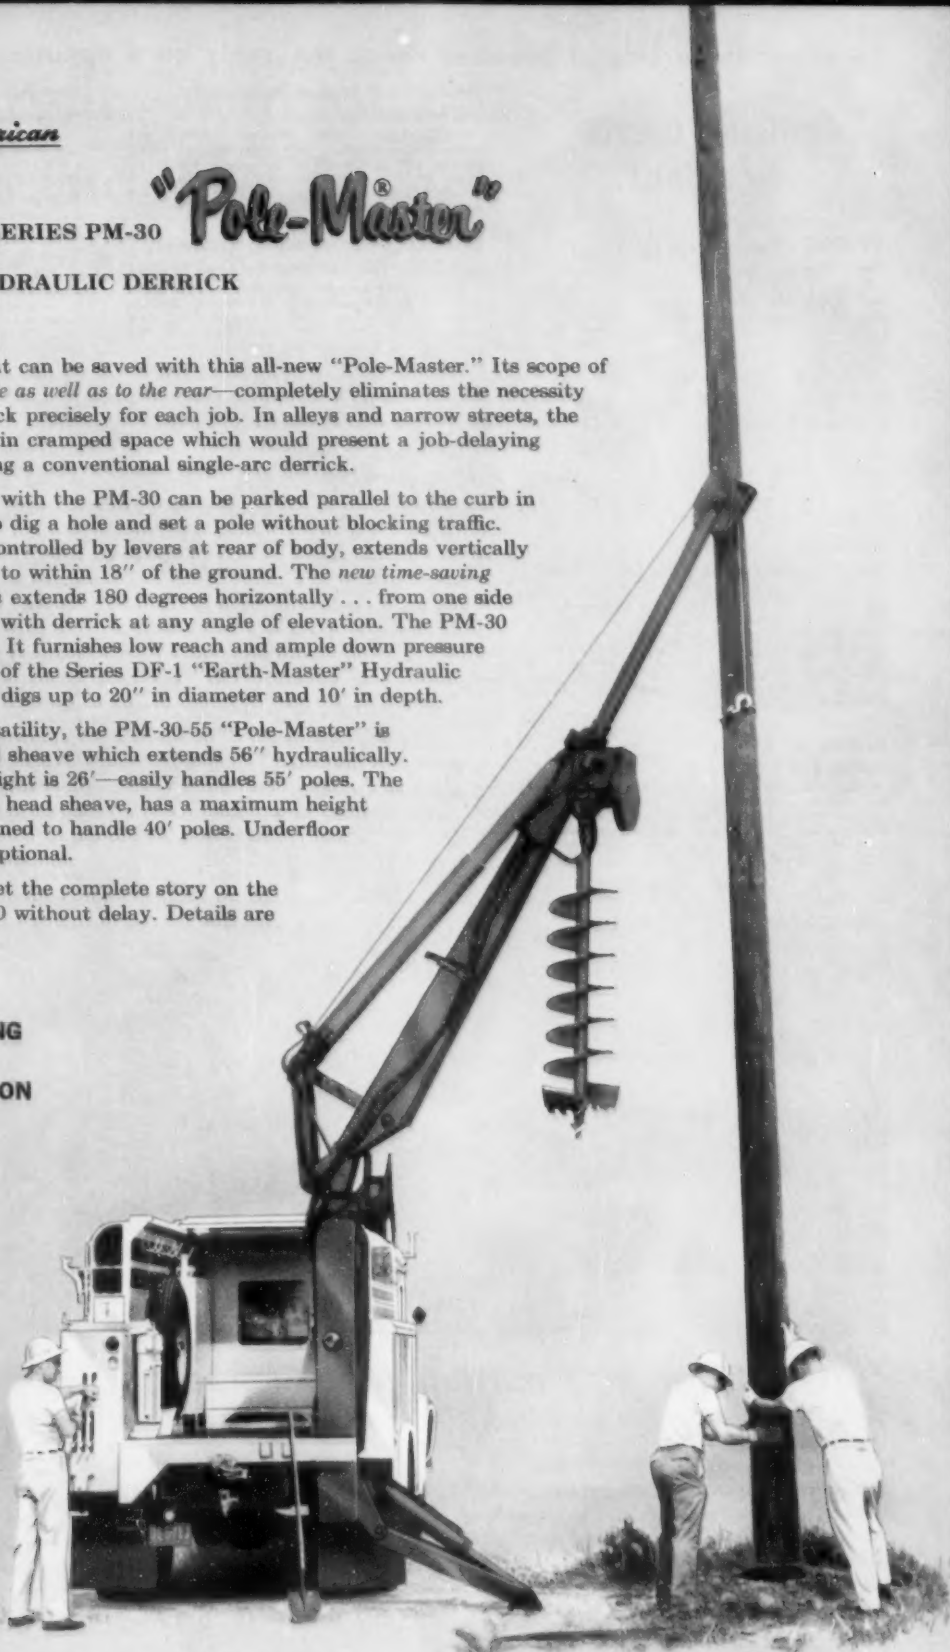 "Pole-Master®"
ERIES PM-30
DRAULIC DERRICK
t can be saved with this all-new "Pole-Master." Its scope of
e as well as to the rear—completely eliminates the necessity
ck precisely for each job. In alleys and narrow streets, the
in cramped space which would present a job-delaying
g a conventional single-arc derrick.
with the PM-30 can be parked parallel to the curb in
o dig a hole and set a pole without blocking traffic.
ontrolled by levers at rear of body, extends vertically
to within 18" of the ground. The new time-saving
s extends 180 degrees horizontally . . . from one side
with derrick at any angle of elevation. The PM-30
It furnishes low reach and ample down pressure
of the Series DF-1 "Earth-Master" Hydraulic
digs up to 20" in diameter and 10' in depth.
atility, the PM-30-55 "Pole-Master" is
sheave which extends 56" hydraulically.
ight is 26'—easily handles 55' poles. The
head sheave, has a maximum height
ned to handle 40' poles. Underfloor
ptional.
et the complete story on the
0 without delay. Details are
NG
ON